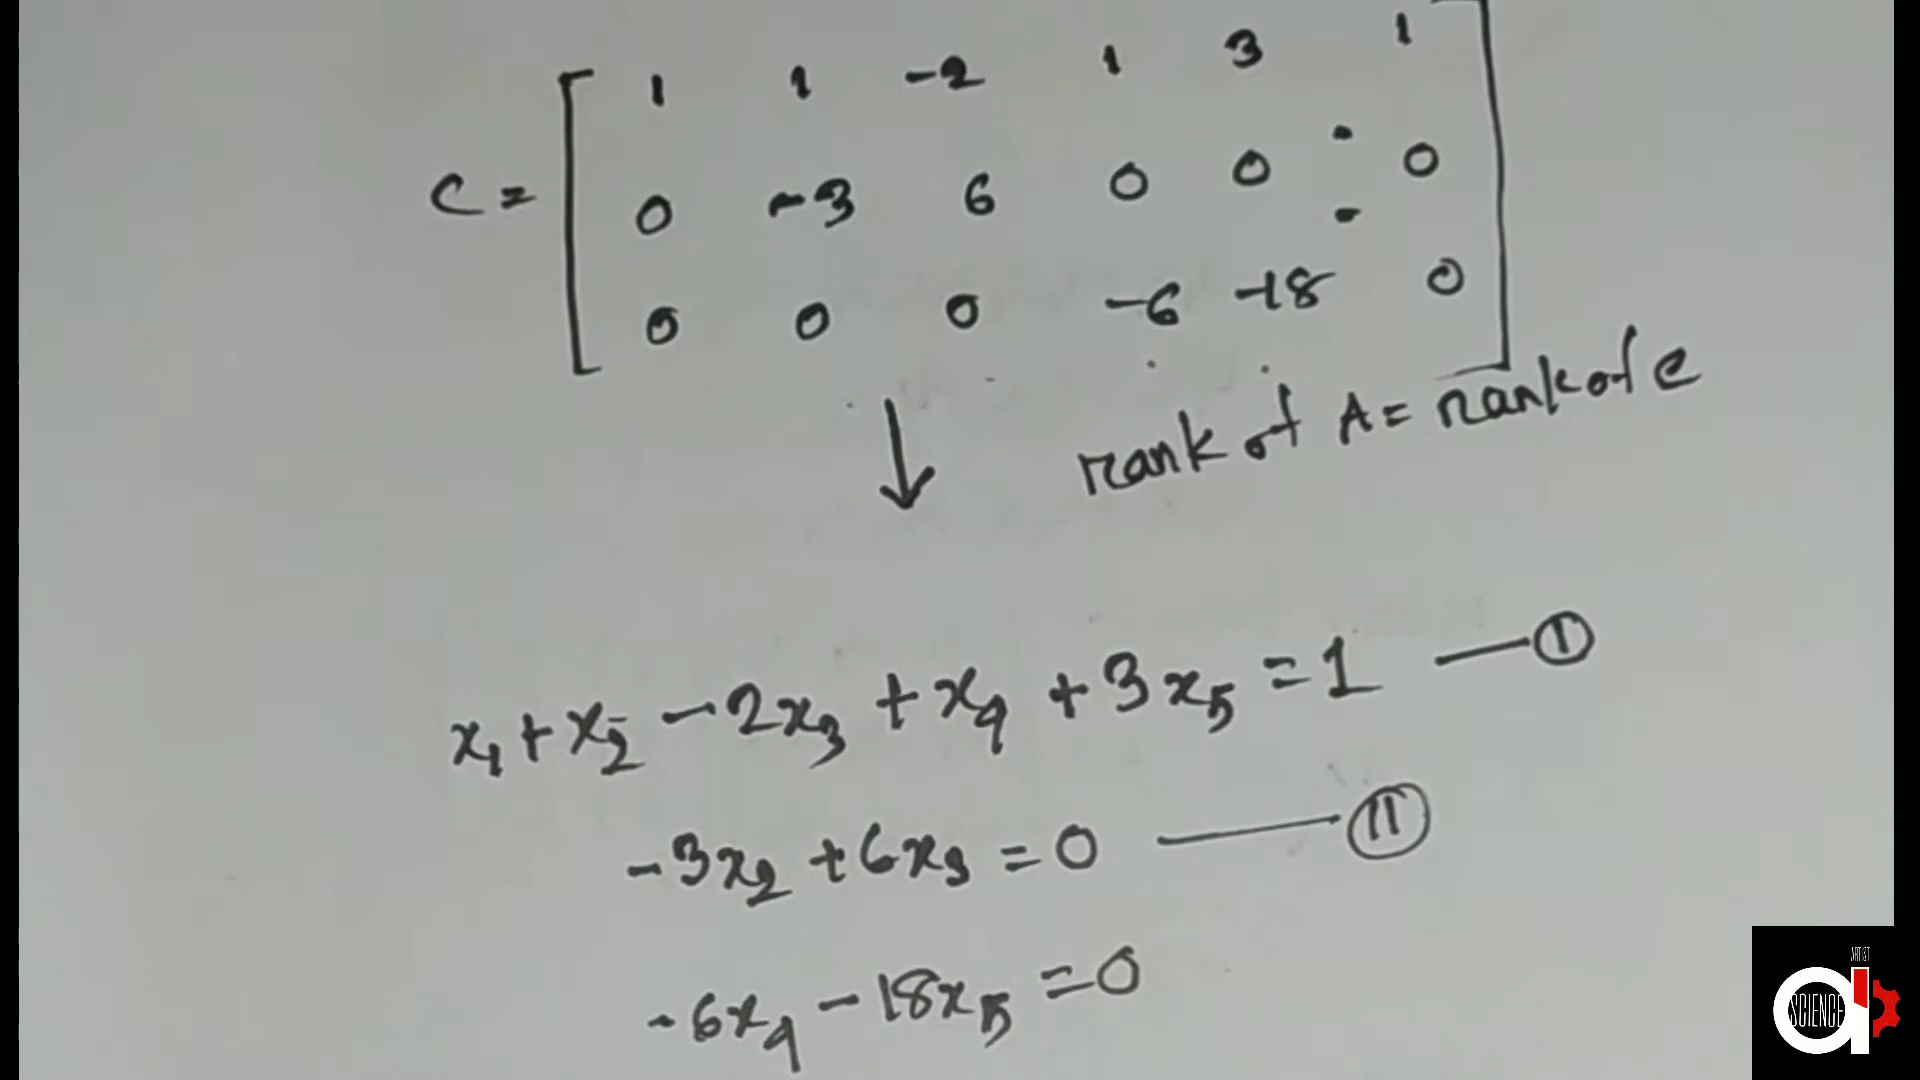 1 1 -2 1 3 1
C = 0 -3 6 0 0 : 0
0 0 0 -6 -18 0
rank of A = rank of C
x₁ + x₂ - 2x₃ + x₄ + 3x₅ = 1 — I
-3x₂ + 6x₃ = 0 — II
-6x₄ - 18x₅ = 0
ARTIST
SCIENCE